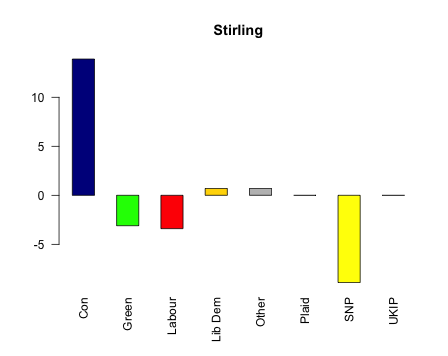 Stirling
10
5
0
-5
Con
Green
Labour
Lib Dem
Other
Plaid
SNP
UKIP